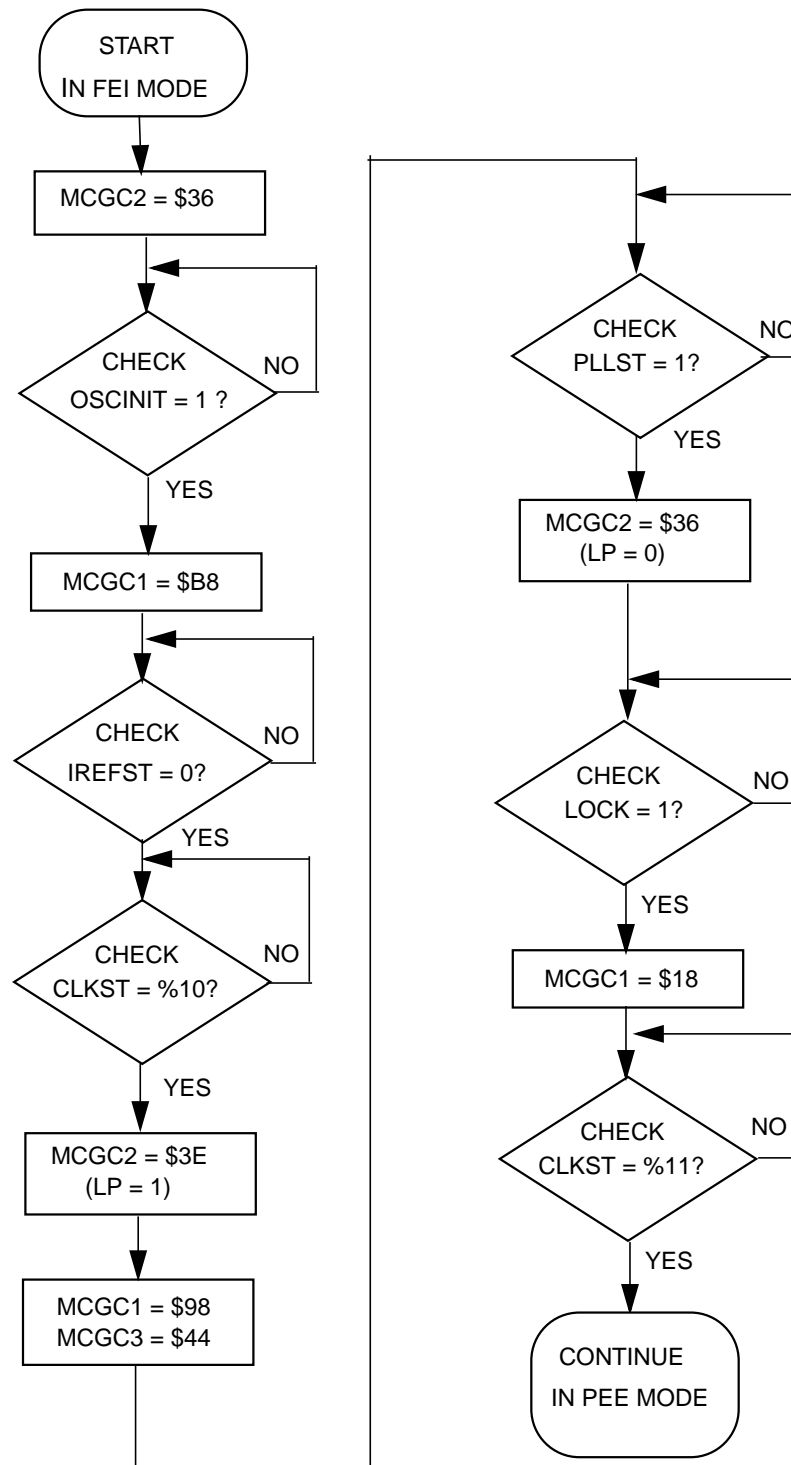 START
IN FEI MODE
MCGC2 = $36
CHECK
OSCINIT = 1 ?
NO
YES
MCGC1 = $B8
CHECK
IREFST = 0?
NO
YES
CHECK
CLKST = %10?
NO
YES
MCGC2 = $3E
(LP = 1)
MCGC1 = $98
MCGC3 = $44
CHECK
PLLST = 1?
NO
YES
MCGC2 = $36
(LP = 0)
CHECK
LOCK = 1?
NO
YES
MCGC1 = $18
CHECK
CLKST = %11?
NO
YES
CONTINUE
IN PEE MODE